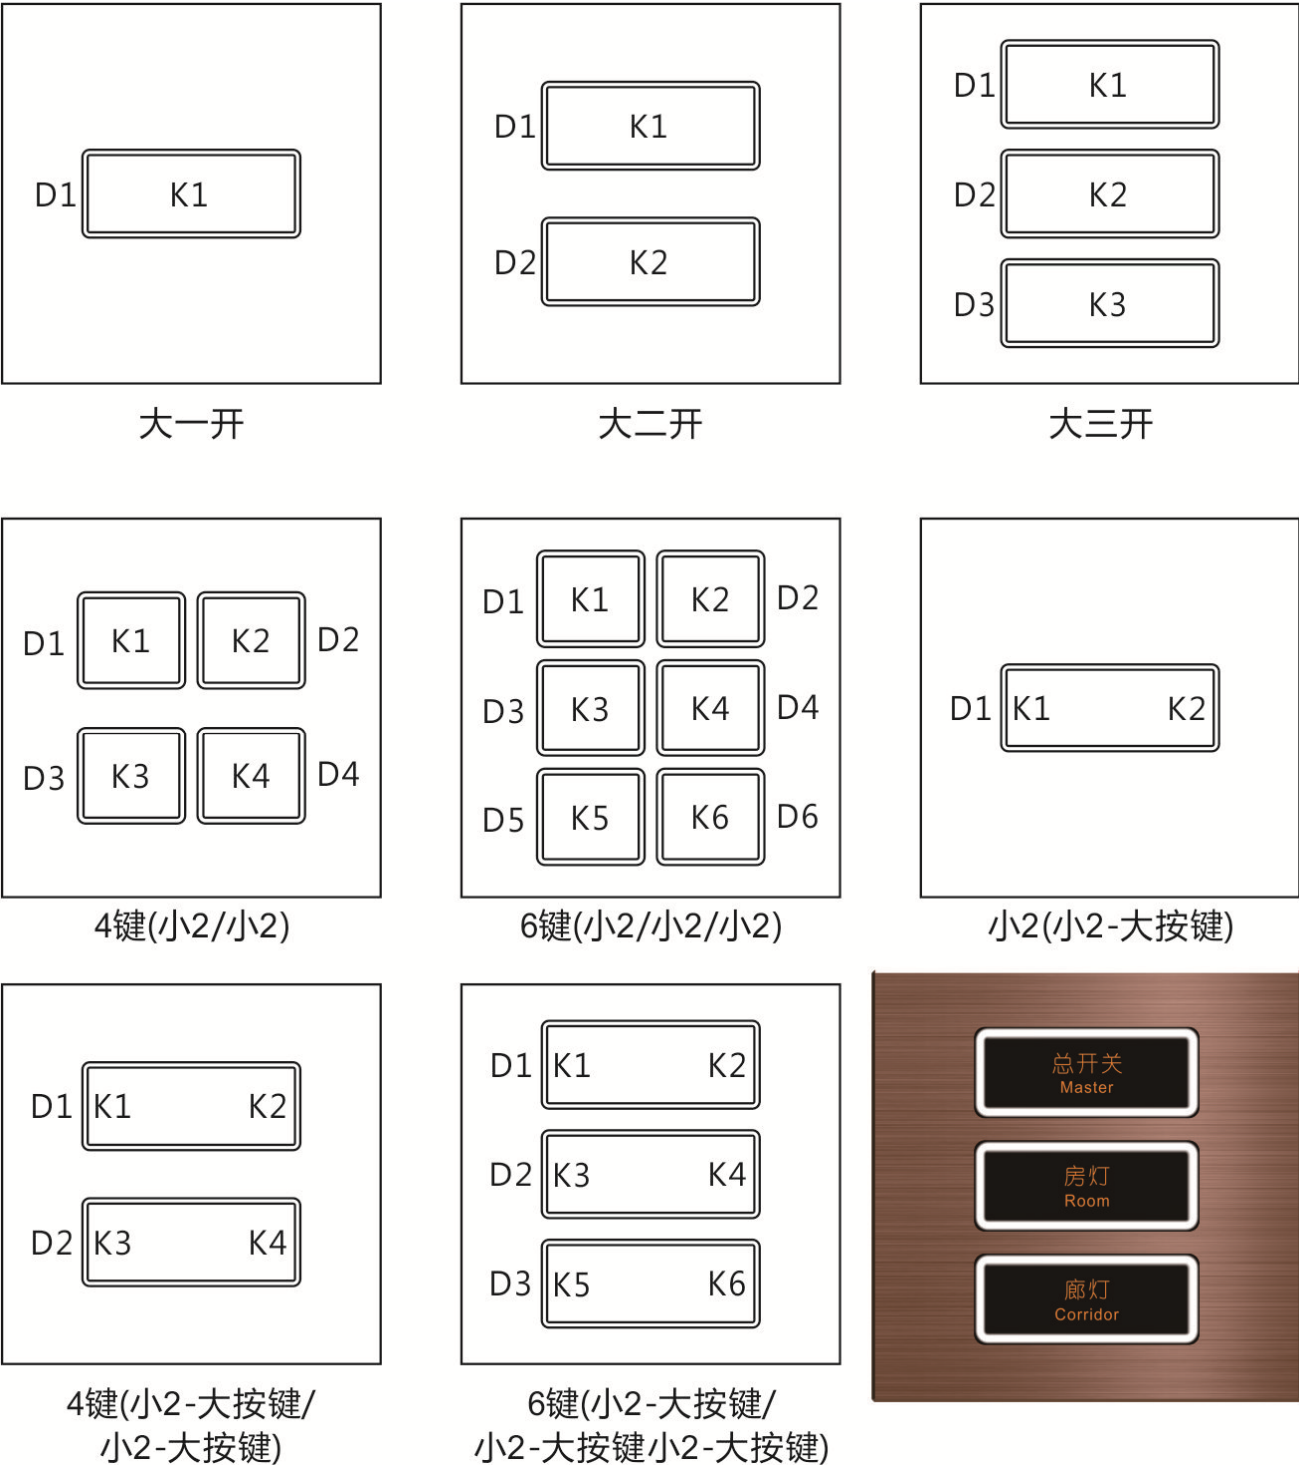 D1 K1
大一开
D1 K1
D2 K2
大二开
D1 K1
D2 K2
D3 K3
大三开
D1 K1 K2 D2
D3 K3 K4 D4
4键(小2/小2)
D1 K1 K2 D2
D3 K3 K4 D4
D5 K5 K6 D6
6键(小2/小2/小2)
D1 K1 K2
小2(小2-大按键)
D1 K1 K2
D2 K3 K4
4键(小2-大按键/
小2-大按键)
D1 K1 K2
D2 K3 K4
D3 K5 K6
6键(小2-大按键/
小2-大按键小2-大按键)
总开关
Master
房灯
Room
廊灯
Corridor